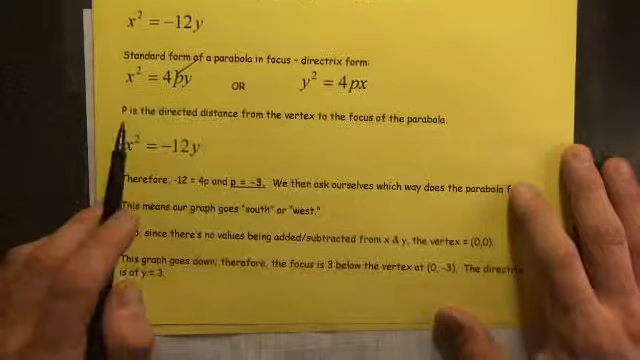 x² = -12y
Standard form of a parabola in focus - directrix form:
x² = 4py OR y² = 4px
P is the directed distance from the vertex to the focus of the parabola.
x² = -12y
Therefore, -12 = 4p and p = -3. We then ask ourselves which way does the parabola
This means our graph goes "south" or "west."
since there's no values being added/subtracted from x & y, the vertex = (0,0).
This graph goes down; therefore, the focus is 3 below the vertex at (0, -3). The
is at y = 3.